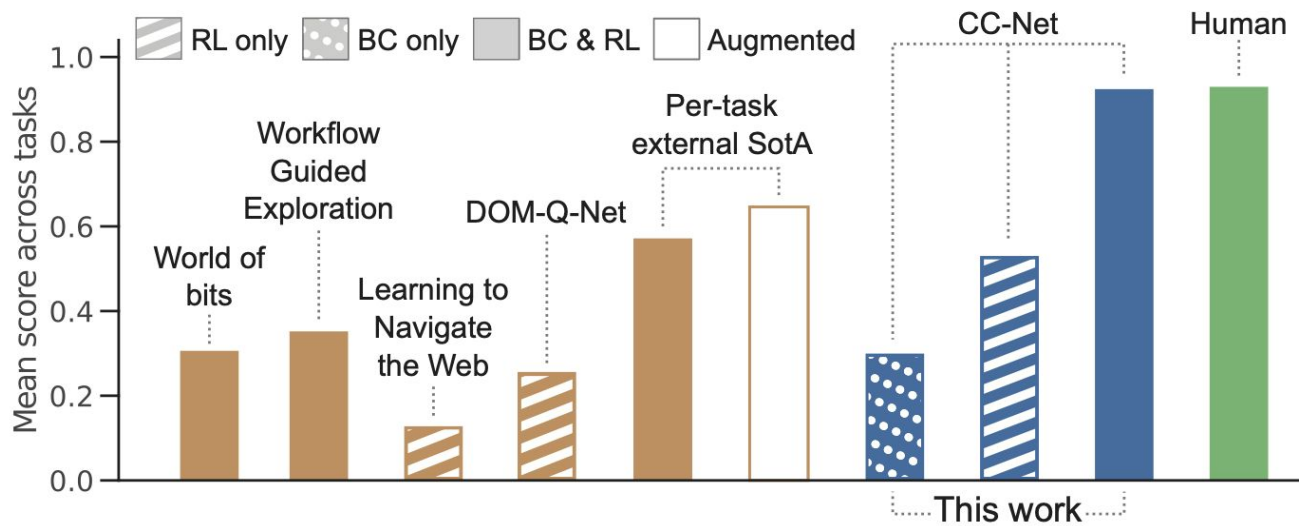 RL only
BC only
BC & RL
Augmented
CC-Net
Human
Per-task
external SotA
Workflow
Guided
Exploration
DOM-Q-Net
World of
bits
Learning to
Navigate
the Web
Mean score across tasks
1.0
0.8
0.6
0.4
0.2
0.0
This work